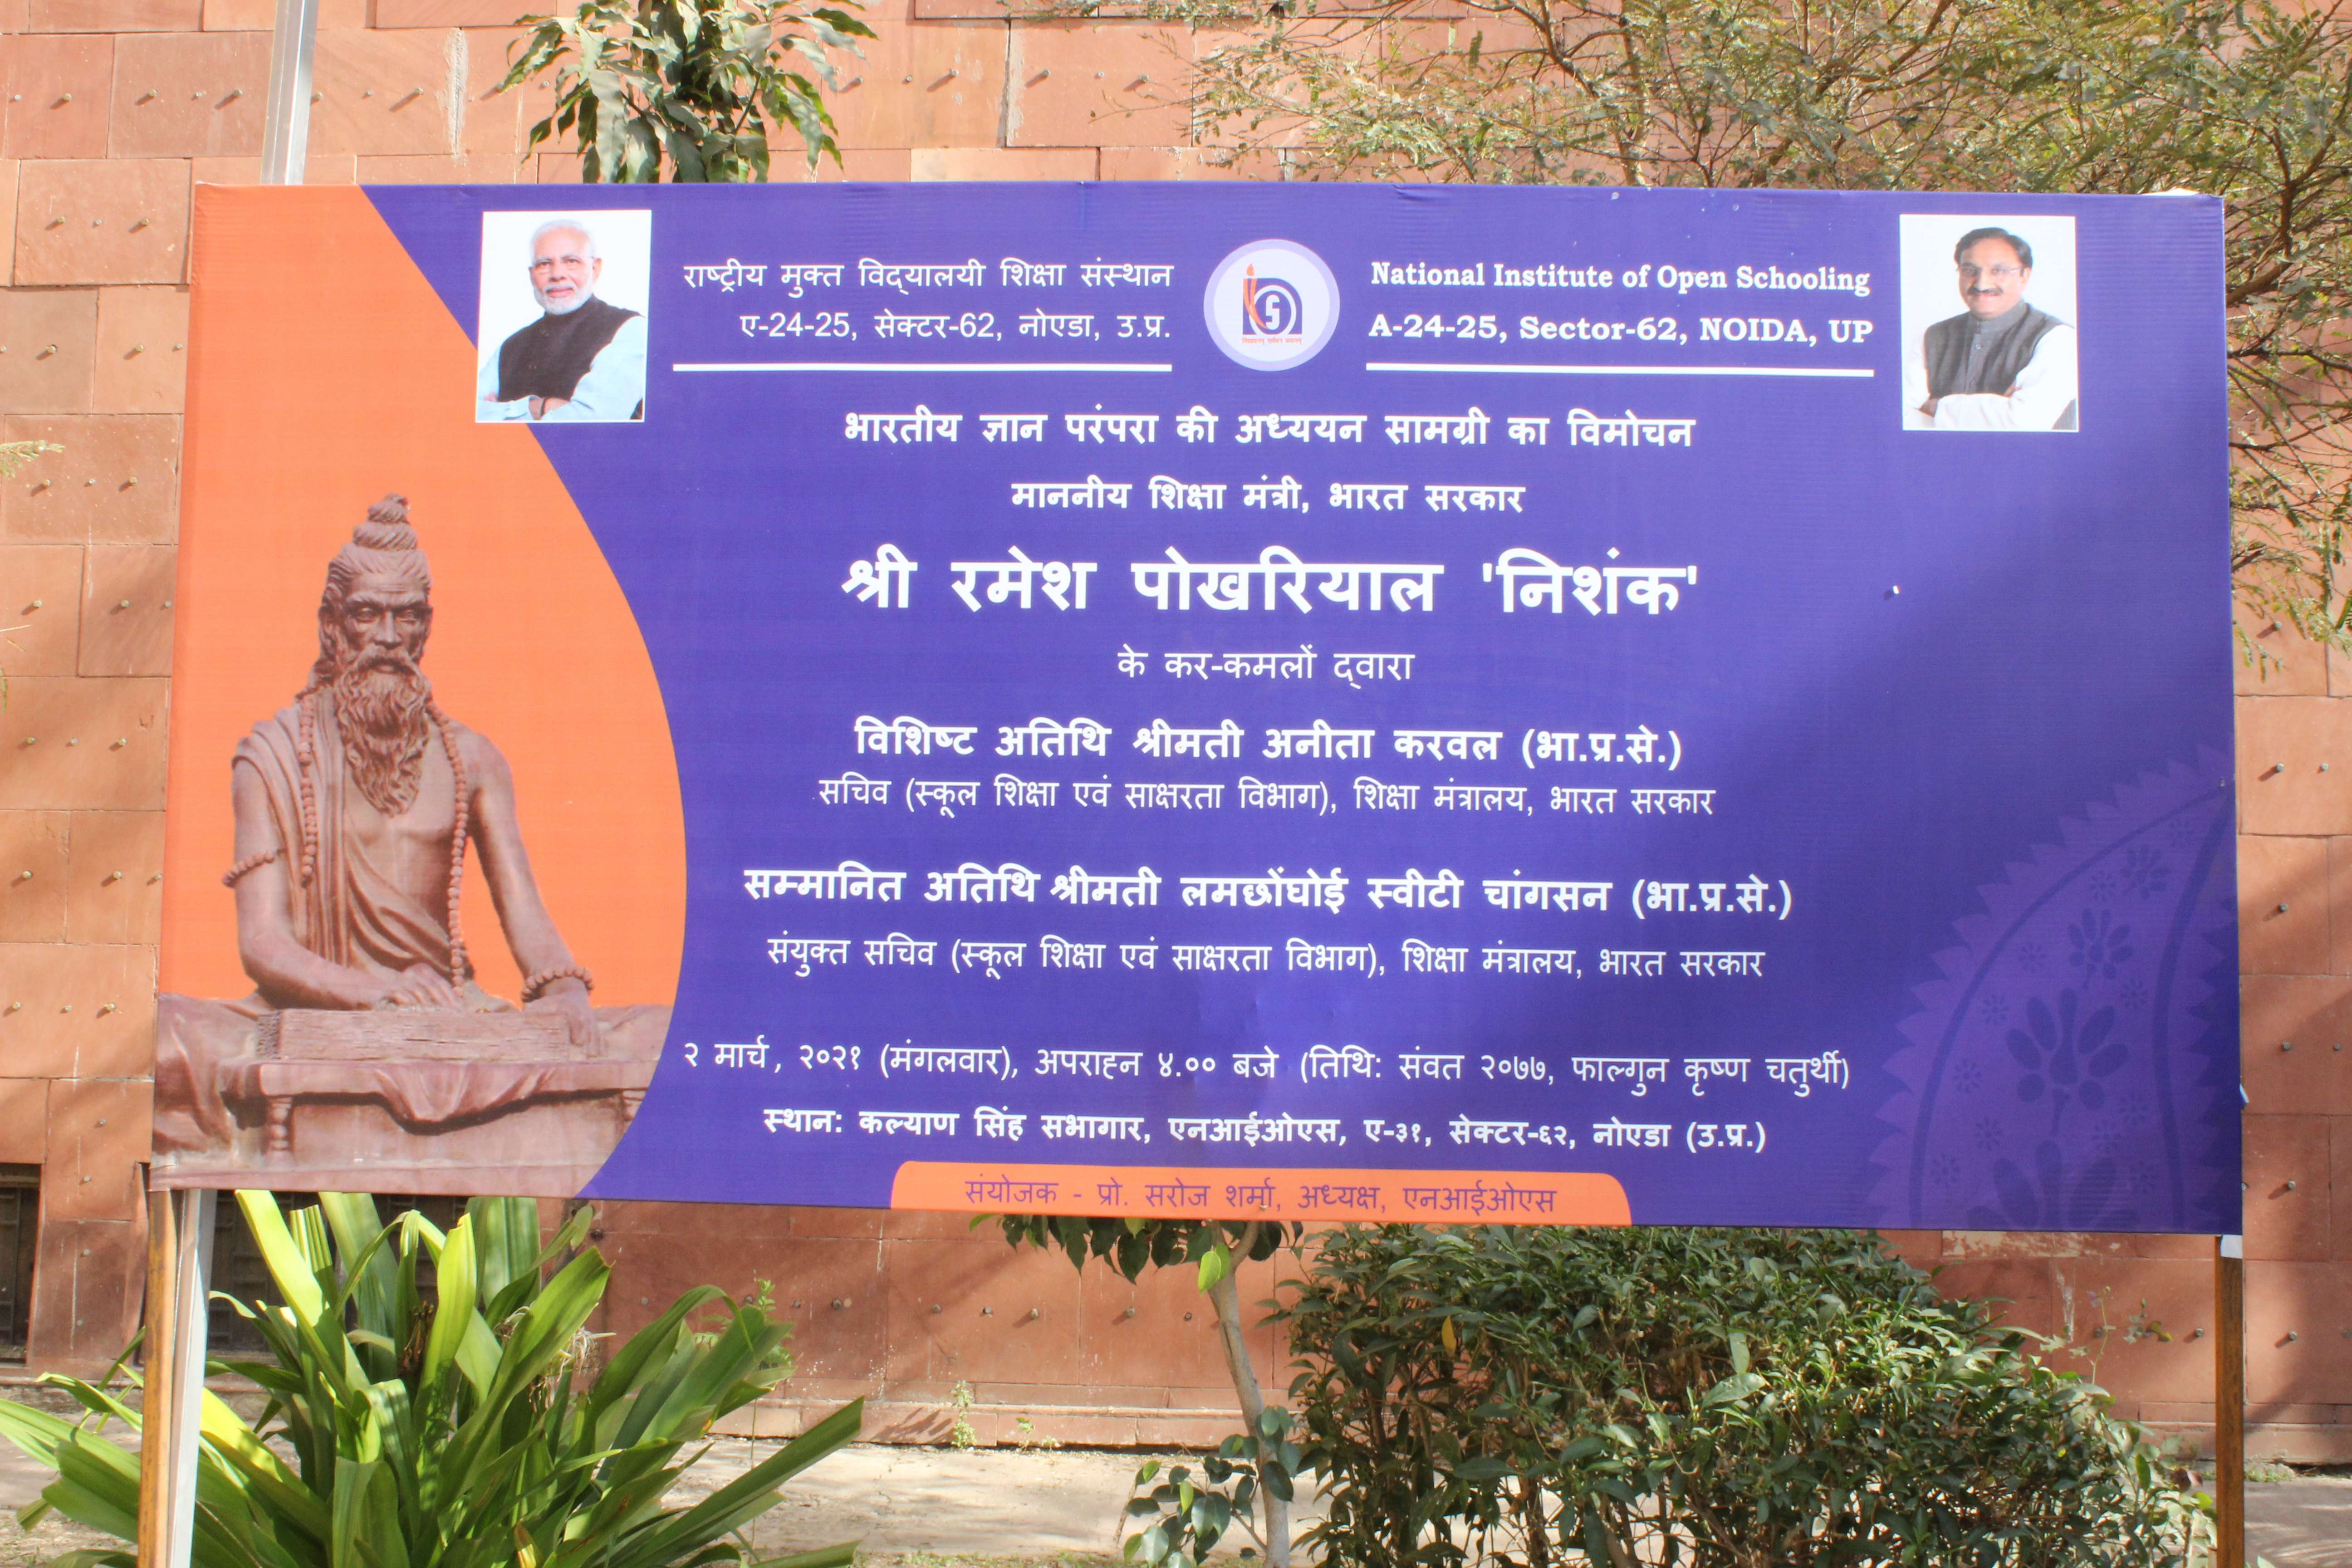 राष्ट्रीय मुक्त विद्यालयी शिक्षा संस्थान
ए-24-25, सेक्टर-62, नोएडा, उ.प्र.
National Institute of Open Schooling
A-24-25, Sector-62, NOIDA, UP
भारतीय ज्ञान परंपरा की अध्ययन सामग्री का विमोचन
माननीय शिक्षा मंत्री, भारत सरकार
श्री रमेश पोखरियाल 'निशंक'
के कर-कमलों द्वारा
विशिष्ट अतिथि श्रीमती अनीता करवल (भा.प्र.से.)
सचिव (स्कूल शिक्षा एवं साक्षरता विभाग), शिक्षा मंत्रालय, भारत सरकार
सम्मानित अतिथि श्रीमती लमछोंघोई स्वीटी चांगसन (भा.प्र.से.)
संयुक्त सचिव (स्कूल शिक्षा एवं साक्षरता विभाग), शिक्षा मंत्रालय, भारत सरकार
२ मार्च, २०२१ (मंगलवार), अपराह्न ४.०० बजे (तिथि: संवत २०७७, फाल्गुन कृष्ण चतुर्थी)
स्थान: कल्याण सिंह सभागार, एनआईओएस, ए-३१, सेक्टर-६२, नोएडा (उ.प्र.)
संयोजक - प्रो. सरोज शर्मा, अध्यक्ष, एनआईओएस